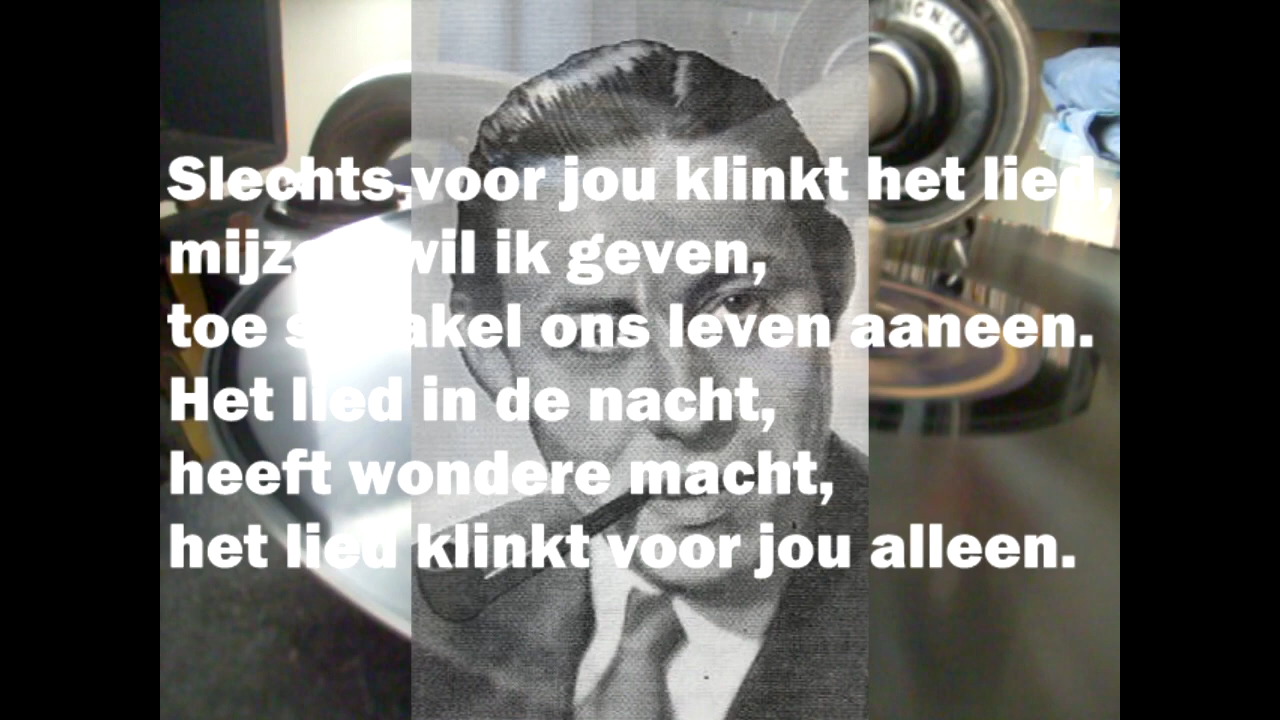 Slechts voor jou klinkt het lied,
wil ik geven,
toe ons leven aaneen.
Het lied in de nacht,
heeft wondere macht,
het lied klinkt voor jou alleen.